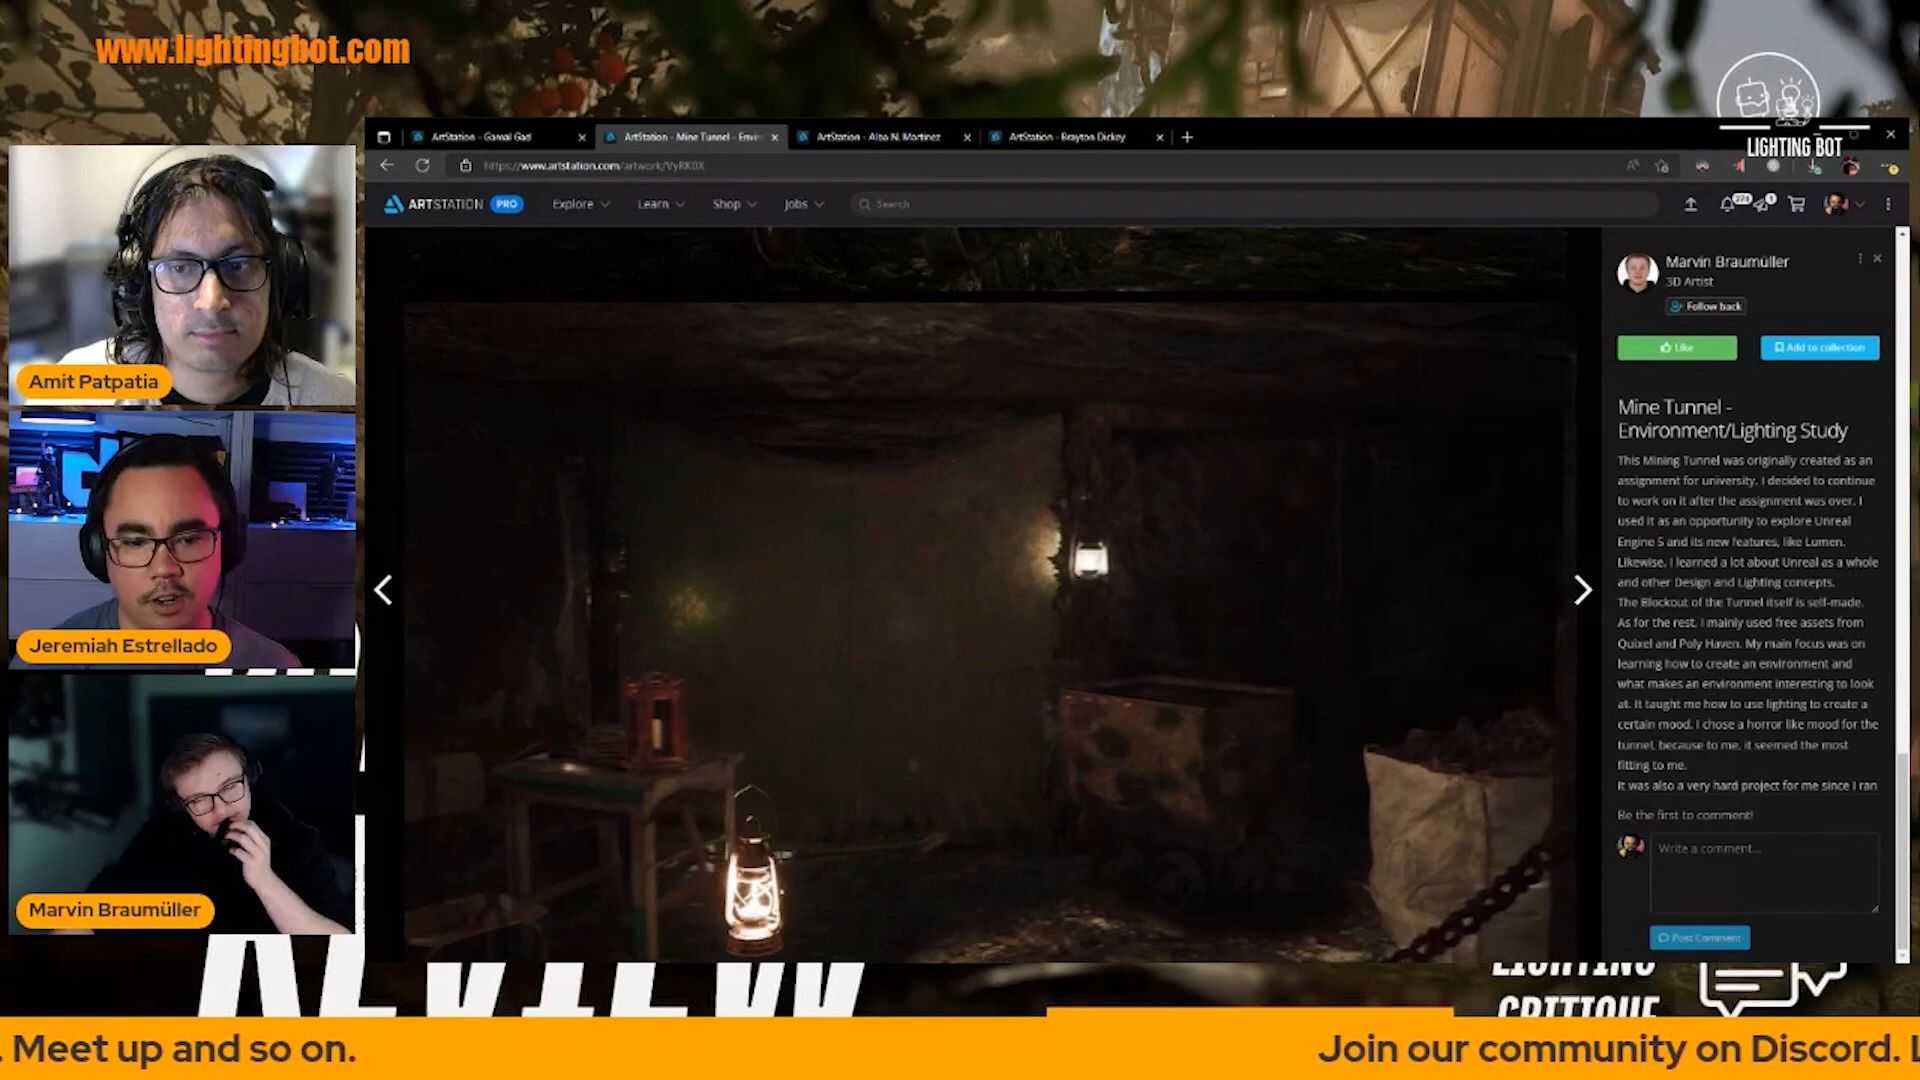 www.lightingbot.com
LIGHTING BOT
ArtStation - Gamal Gad
ArtStation - Mine Tunnel - Envir
ArtStation - Alba N. Martinez
ArtStation - Brayton Dickey
https://www.artstation.com/artwork/VyRK0X
ARTSTATION PRO
Explore
Learn
Shop
Jobs
Search
274
1
Marvin Braumüller
3D Artist
Follow back
Like
Add to collection
Mine Tunnel -
Environment/Lighting Study
This Mining Tunnel was originally created as an
assignment for university. I decided to continue
to work on it after the assignment was over. I
used it as an opportunity to explore Unreal
Engine 5 and its new features, like Lumen.
Likewise, I learned a lot about Unreal as a whole
and other Design and Lighting concepts.
The Blockout of the Tunnel itself is self-made.
As for the rest, I mainly used free assets from
Quixel and Poly Haven. My main focus was on
learning how to create an environment and
what makes an environment interesting to look
at. It taught me how to use lighting to create a
certain mood. I chose a horror like mood for the
tunnel, because to me, it seemed the most
fitting to me.
It was also a very hard project for me since I ran
Be the first to comment!
Write a comment...
Post Comment
Amit Patpatia
Jeremiah Estrellado
Marvin Braumüller
REVIEW
LIGHTING
CRITIQUE
. Meet up and so on.
Join our community on Discord. L